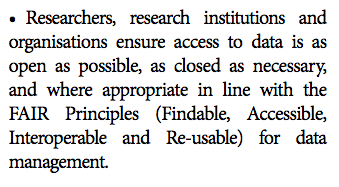 • Researchers, research institutions and
organisations ensure access to data is as
open as possible, as closed as necessary,
and where appropriate in line with the
FAIR Principles (Findable, Accessible,
Interoperable and Re-usable) for data
management.